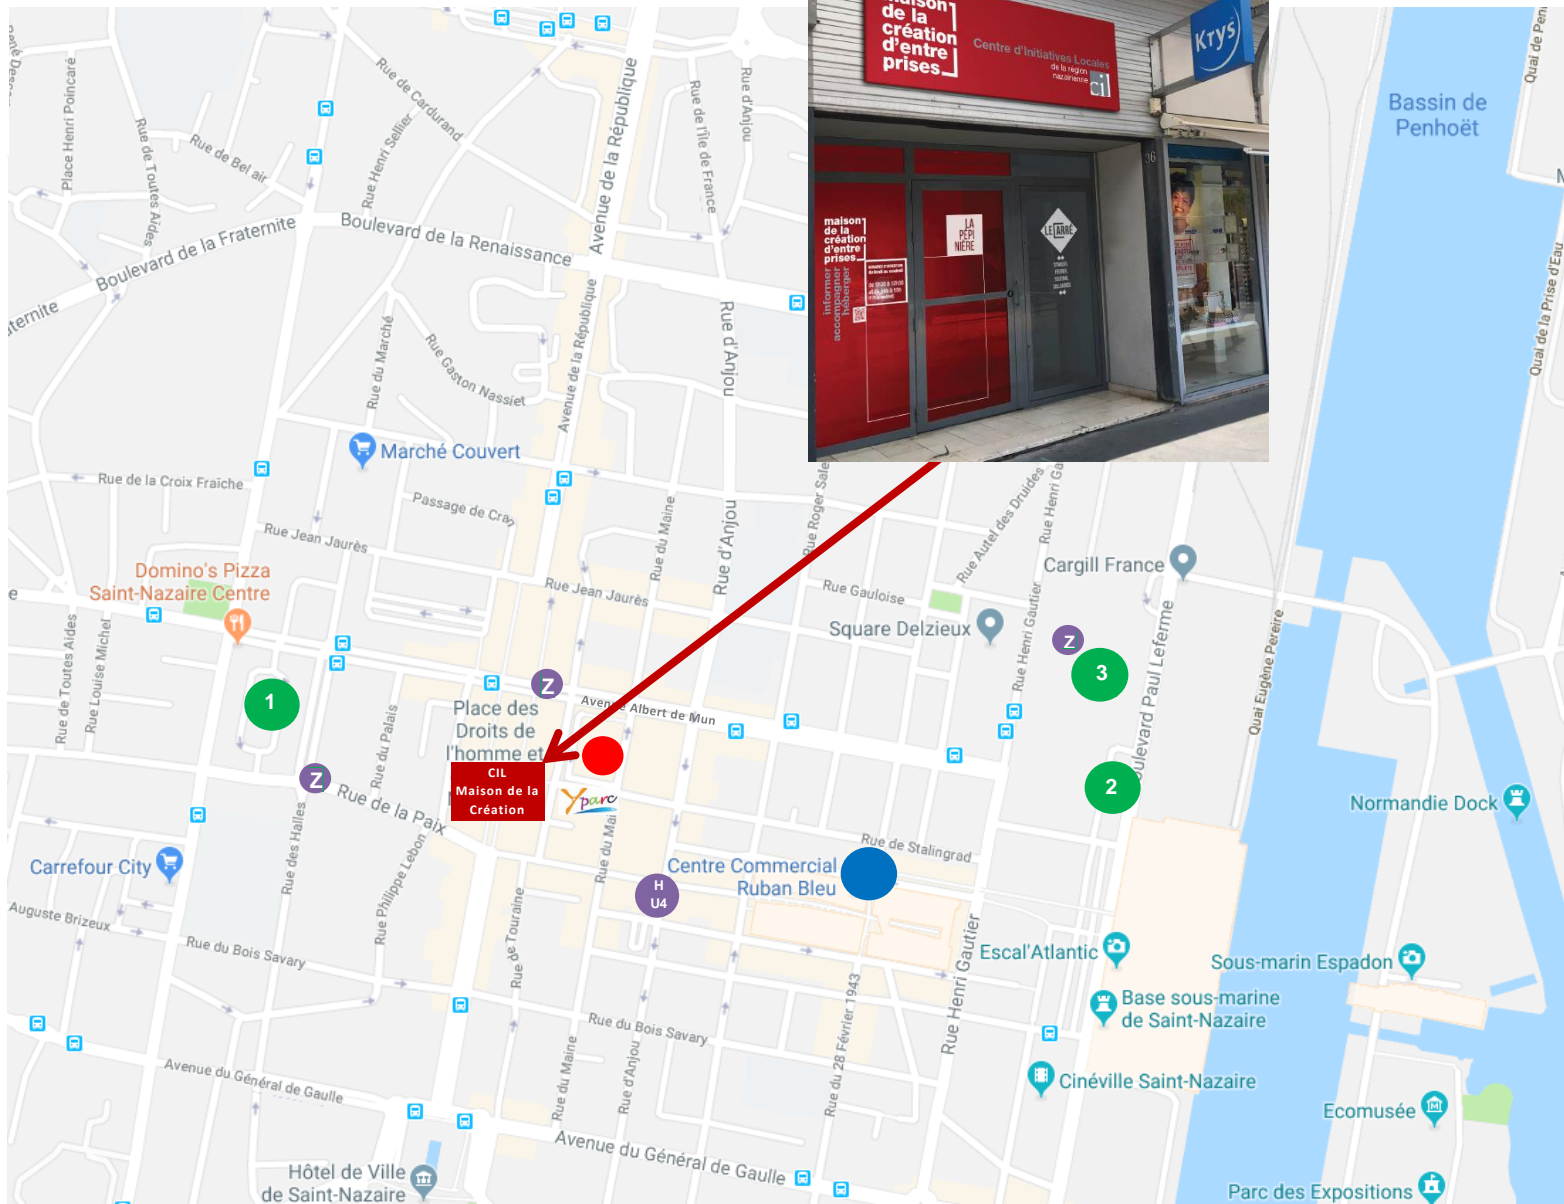 Place Henri Poincaré
Rue de Toutes Aides
Rue de Bel air
Rue Henri Sellier
Rue de Cardurand
Avenue de la République
Rue de l'Île de France
Rue d'Anjou
maison
de la
création
d'entre
prises
Centre d'Initiatives Locales
de la région
nazairienne
cil
Krys
36
maison
de la
création
d'entre
prises
informer
accompagner
héberger
LA
PÉPI
NIÈRE
LE CARRÉ
Bassin de
Penhoët
Quai de la Prise d'Eau
Boulevard de la Fraternite
Boulevard de la Renaissance
Rue du Marché
Rue Gaston Nassiet
Avenue de la République
Rue d'Anjou
Marché Couvert
Rue de la Croix Fraîche
Passage de Cran
Rue Jean Jaurès
Rue du Maine
Rue d'Anjou
Rue Autel des Druides
Cargill France
Domino's Pizza
Saint-Nazaire Centre
Rue Jean Jaurès
Rue Gauloise
Square Delzieux
Rue Henri Gautier
Rue de Toutes Aides
Rue Louise Michel
Z
3
1
Z
Place des
Droits de
l'homme et
Avenue Albert de Mun
Boulevard Paul Leferme
Quai Eugène Pereire
Rue du Palais
Z
CIL
Maison de la
Création
Yparc
2
Rue de la Paix
Normandie Dock
Carrefour City
Rue des Halles
Rue Philippe Lebon
Rue de Stalingrad
Centre Commercial
Ruban Bleu
H
U4
Auguste Brizeux
Rue du Bois Savary
Rue de Touraine
Rue Henri Gautier
Escal'Atlantic
Sous-marin Espadon
Base sous-marine
de Saint-Nazaire
Rue du Bois Savary
Rue du 28 Février 1943
Avenue du Général de Gaulle
Rue du Maine
Rue d'Anjou
Cinéville Saint-Nazaire
Ecomusée
Avenue du Général de Gaulle
Hôtel de Ville
de Saint-Nazaire
Parc des Expositions